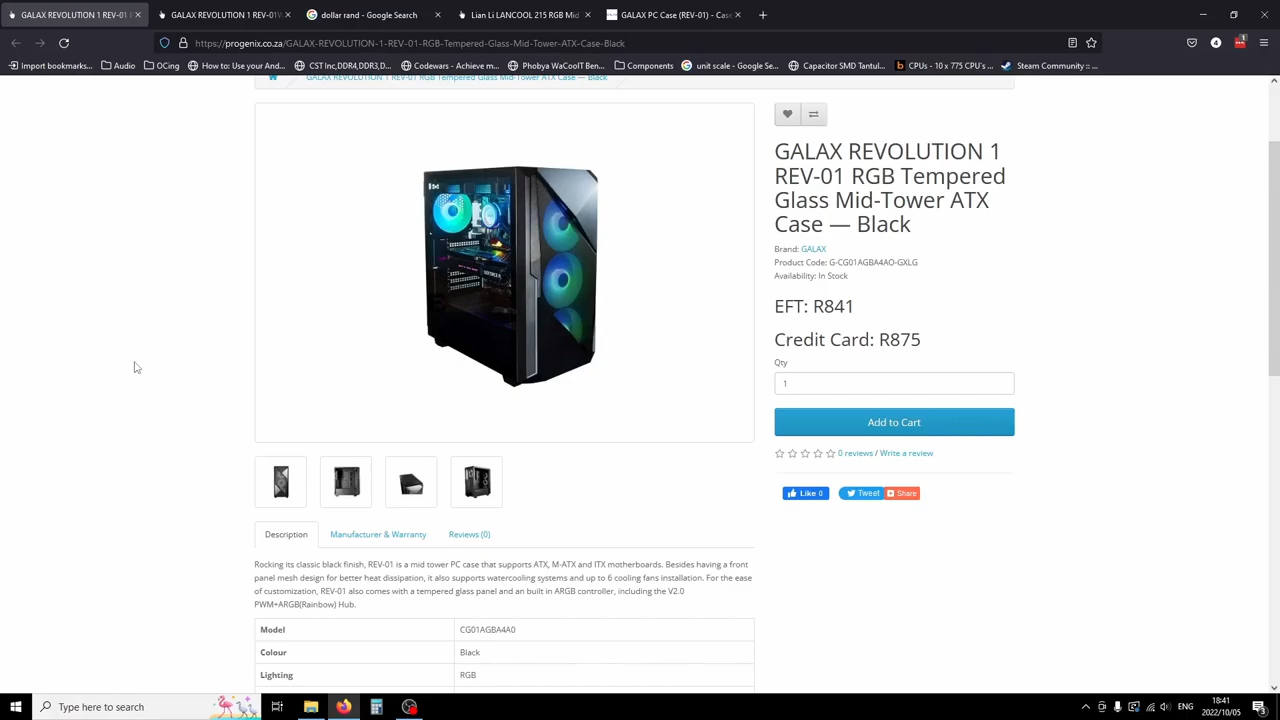 GALAX REVOLUTION 1 REV-01 F
GALAX REVOLUTION 1 REV-01W
dollar rand - Google Search
Lian Li LANCOOL 215 RGB Mid
GALAX PC Case (REV-01) - Case
https://progenix.co.za/GALAX-REVOLUTION-1-REV-01-RGB-Tempered-Glass-Mid-Tower-ATX-Case-Black
4
1
Import bookmarks...
Audio
OCing
How to: Use your And...
CST Inc,DDR4,DDR3,D...
Codewars - Achieve m...
Phobya WaCoolT Ben...
Components
unit scale - Google Se...
Capacitor SMD Tantul...
CPUs - 10 x 775 CPU's ...
Steam Community :: ...
GALAX REVOLUTION 1 REV-01 RGB Tempered Glass Mid-Tower ATX Case — Black
GALAX REVOLUTION 1
REV-01 RGB Tempered
Glass Mid-Tower ATX
Case — Black
Brand: GALAX
Product Code: G-CG01AGBA4AO-GXLG
Availability: In Stock
EFT: R841
Credit Card: R875
Qty
1
Add to Cart
0 reviews / Write a review
Like 0
Tweet
Share
Description
Manufacturer & Warranty
Reviews (0)
Rocking its classic black finish, REV-01 is a mid tower PC case that supports ATX, M-ATX and ITX motherboards. Besides having a front
panel mesh design for better heat dissipation, it also supports watercooling systems and up to 6 cooling fans installation. For the ease
of customization, REV-01 also comes with a tempered glass panel and an built in ARGB controller, including the V2.0
PWM+ARGB(Rainbow) Hub.
Model CG01AGBA4A0
Colour Black
Lighting RGB
Type here to search
ENG
18:41
2022/10/05
3